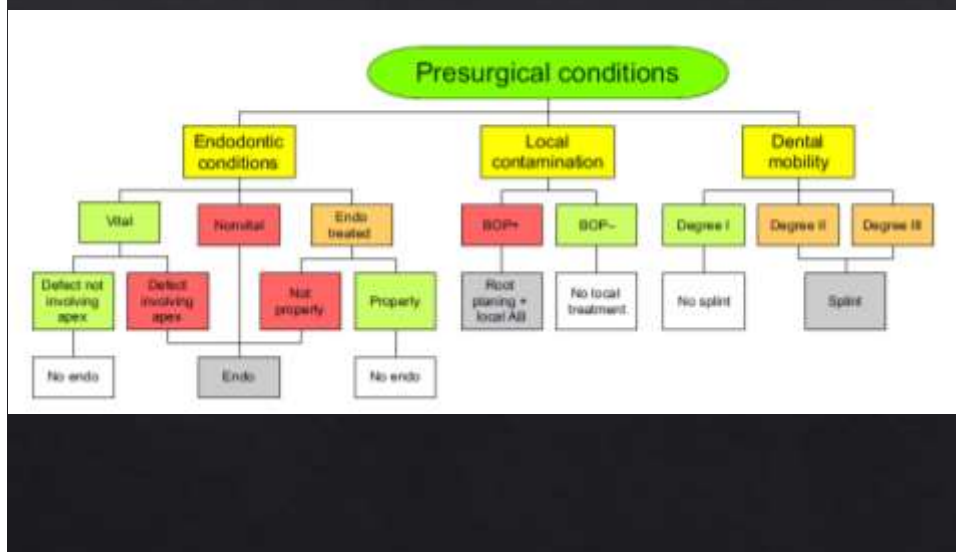 Presurgical conditions
Endodontic
conditions
Local
contamination
Dental
mobility
Vital
Nonvital
Endo
treated
BOP+
BOP–
Degree I
Degree II
Degree III
Defect not
involving
apex
Defect
involving
apex
Not
properly
Properly
Root
planing +
local AB
No local
treatment
No splint
Splint
No endo
Endo
No endo